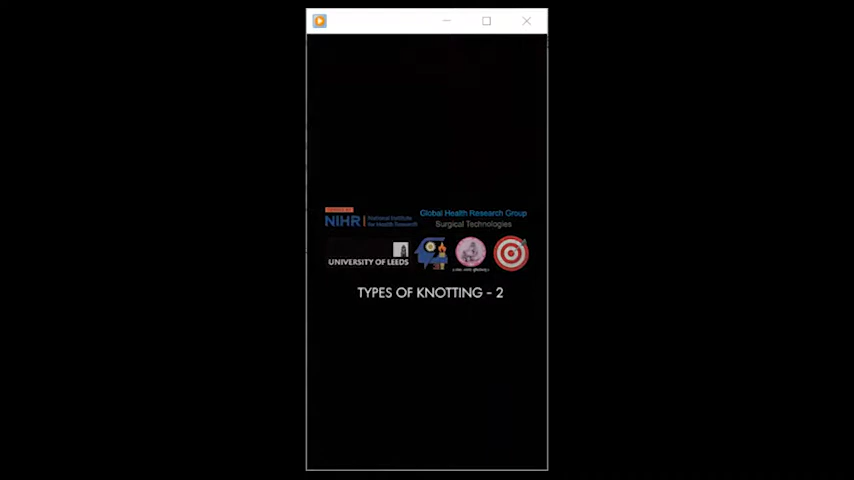 NIHR | National Institute for Health Research
Global Health Research Group
Surgical Technologies
UNIVERSITY OF LEEDS
TYPES OF KNOTTING - 2